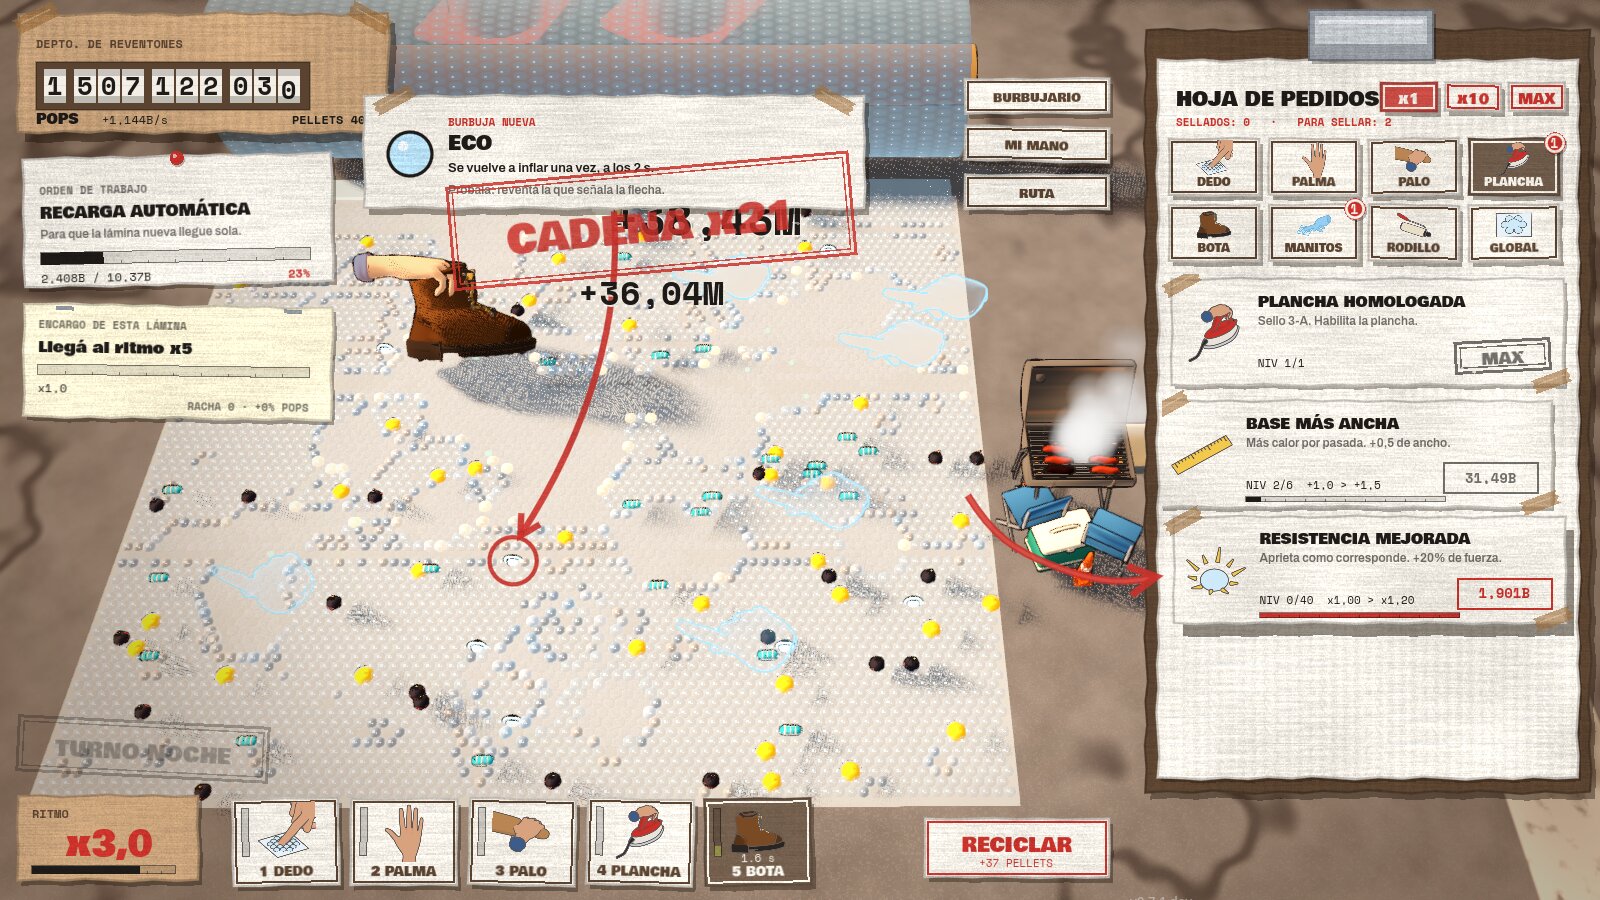 DEPTO. DE REVENTONES
1 507 122 030
POPS +1,144B/s PELLETS 40
ORDEN DE TRABAJO
RECARGA AUTOMÁTICA
Para que la lámina nueva llegue sola.
2,408B / 10,37B 23%
ENCARGO DE ESTA LÁMINA
Llegá al ritmo x5
x1,0
RACHA 0 · +0% POPS
BURBUJA NUEVA
ECO
Se vuelve a inflar una vez, a los 2 s.
Probala: reventá la que señala la flecha.
CADENA x21
+36,04M
BURBUJARIO
MI MANO
RUTA
HOJA DE PEDIDOS x1 x10 MAX
SELLADOS: 0 · PARA SELLAR: 2
DEDO
PALMA
PALO
PLANCHA 1
BOTA
MANITOS 1
RODILLO
GLOBAL
PLANCHA HOMOLOGADA
Sello 3-A. Habilita la plancha.
NIV 1/1 MAX
BASE MÁS ANCHA
Más calor por pasada. +0,5 de ancho.
NIV 2/6 +1,0 > +1,5 31,49B
RESISTENCIA MEJORADA
Aprieta como corresponde. +20% de fuerza.
NIV 0/40 x1,00 > x1,20 1,901B
TURNO NOCHE
RITMO
x3,0
1 DEDO
2 PALMA
3 PALO
4 PLANCHA
1.6 s
5 BOTA
RECICLAR
+37 PELLETS